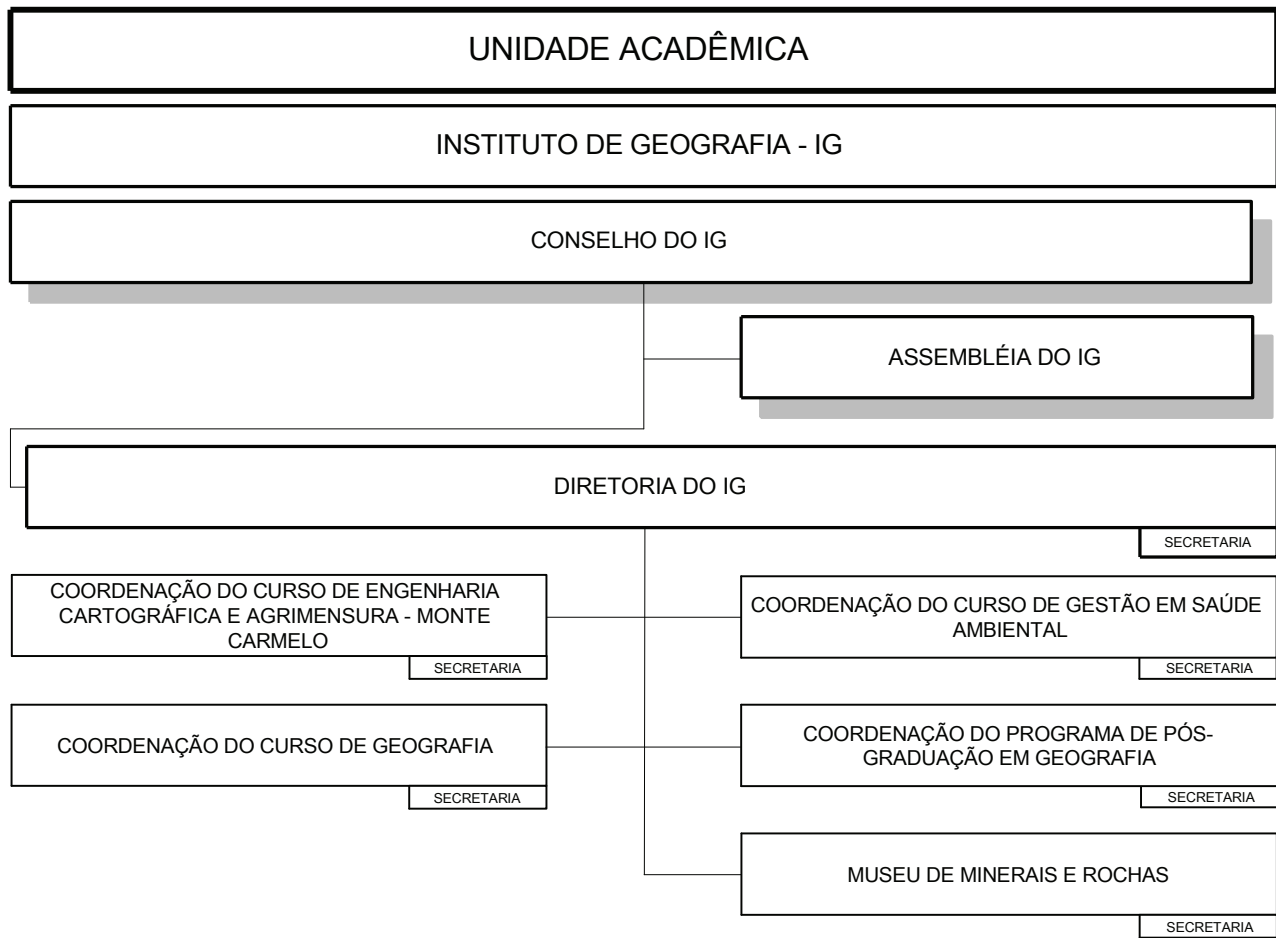 UNIDADE ACADÊMICA
INSTITUTO DE GEOGRAFIA - IG
CONSELHO DO IG
ASSEMBLÉIA DO IG
DIRETORIA DO IG
SECRETARIA
COORDENAÇÃO DO CURSO DE ENGENHARIA
CARTOGRÁFICA E AGRIMENSURA - MONTE
CARMELO
SECRETARIA
COORDENAÇÃO DO CURSO DE GESTÃO EM SAÚDE
AMBIENTAL
SECRETARIA
COORDENAÇÃO DO CURSO DE GEOGRAFIA
SECRETARIA
COORDENAÇÃO DO PROGRAMA DE PÓS-
GRADUAÇÃO EM GEOGRAFIA
SECRETARIA
MUSEU DE MINERAIS E ROCHAS
SECRETARIA